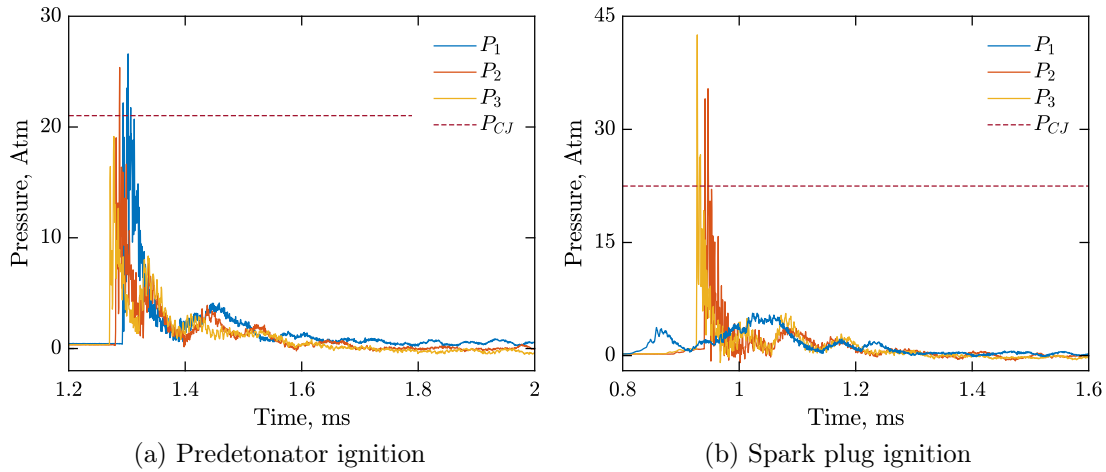 30
20
10
0
Pressure, Atm
1.2
1.4
1.6
1.8
2
Time, ms
P1
P2
P3
PCJ
(a) Predetonator ignition
45
30
15
0
Pressure, Atm
0.8
1
1.2
1.4
1.6
Time, ms
P1
P2
P3
PCJ
(b) Spark plug ignition